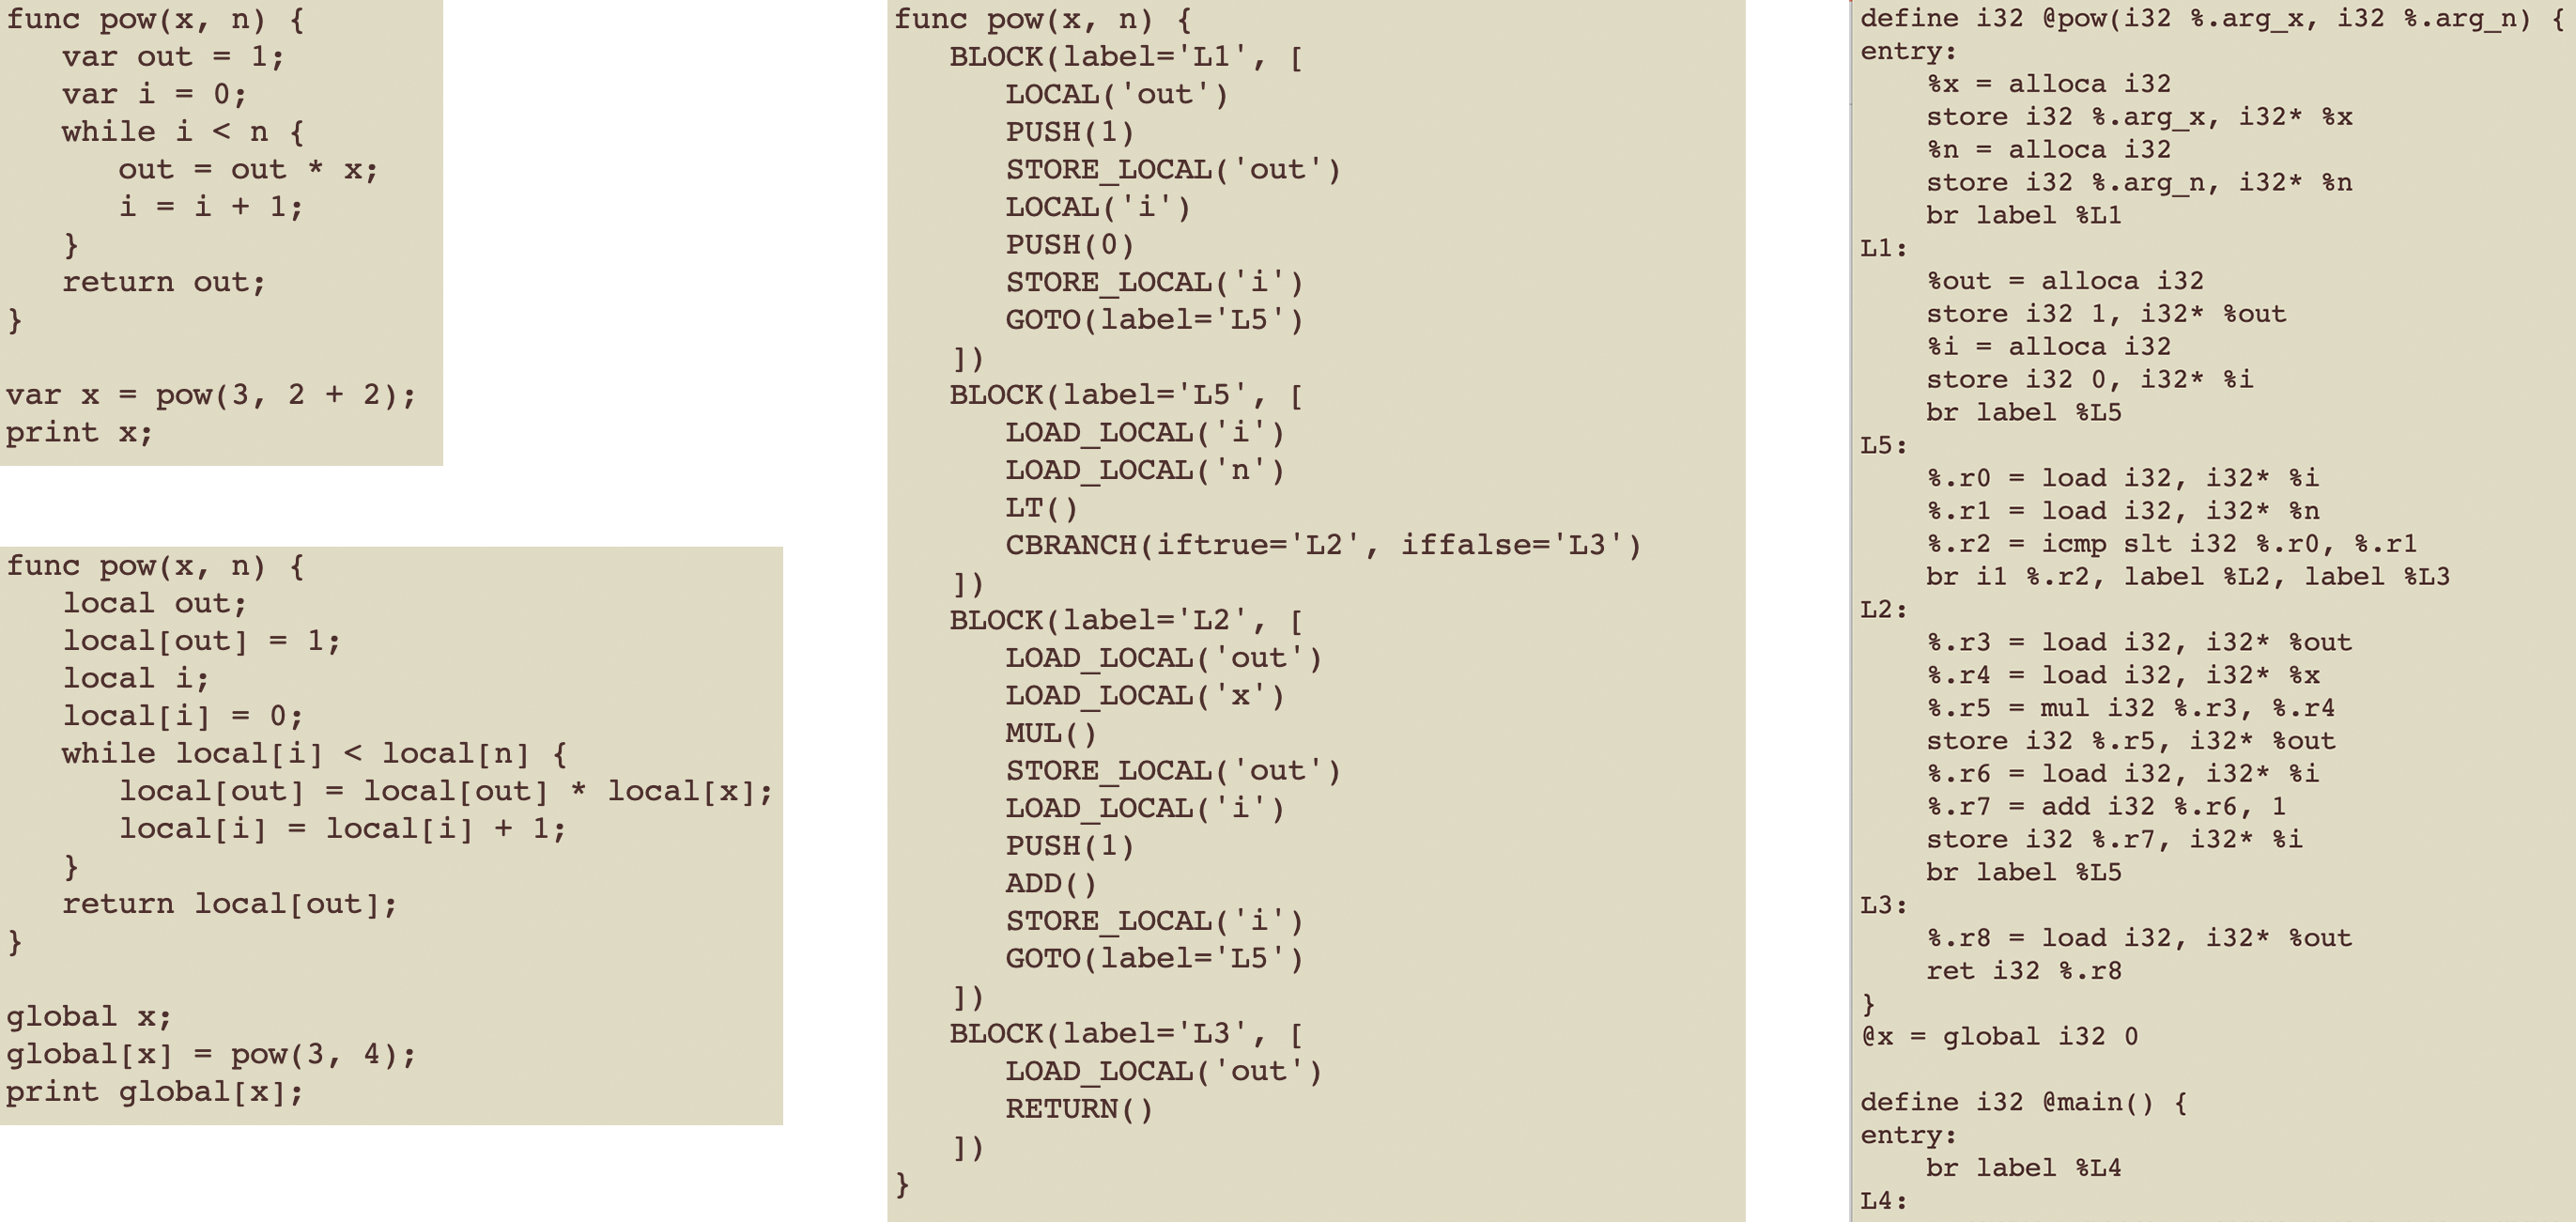 func pow(x, n) {
   var out = 1;
   var i = 0;
   while i < n {
      out = out * x;
      i = i + 1;
   }
   return out;
}

var x = pow(3, 2 + 2);
print x;

func pow(x, n) {
   local out;
   local[out] = 1;
   local i;
   local[i] = 0;
   while local[i] < local[n] {
      local[out] = local[out] * local[x];
      local[i] = local[i] + 1;
   }
   return local[out];
}

global x;
global[x] = pow(3, 4);
print global[x];

func pow(x, n) {
   BLOCK(label='L1', [
      LOCAL('out')
      PUSH(1)
      STORE_LOCAL('out')
      LOCAL('i')
      PUSH(0)
      STORE_LOCAL('i')
      GOTO(label='L5')
   ])
   BLOCK(label='L5', [
      LOAD_LOCAL('i')
      LOAD_LOCAL('n')
      LT()
      CBRANCH(iftrue='L2', iffalse='L3')
   ])
   BLOCK(label='L2', [
      LOAD_LOCAL('out')
      LOAD_LOCAL('x')
      MUL()
      STORE_LOCAL('out')
      LOAD_LOCAL('i')
      PUSH(1)
      ADD()
      STORE_LOCAL('i')
      GOTO(label='L5')
   ])
   BLOCK(label='L3', [
      LOAD_LOCAL('out')
      RETURN()
   ])
}

define i32 @pow(i32 %.arg_x, i32 %.arg_n) {
entry:
    %x = alloca i32
    store i32 %.arg_x, i32* %x
    %n = alloca i32
    store i32 %.arg_n, i32* %n
    br label %L1
L1:
    %out = alloca i32
    store i32 1, i32* %out
    %i = alloca i32
    store i32 0, i32* %i
    br label %L5
L5:
    %.r0 = load i32, i32* %i
    %.r1 = load i32, i32* %n
    %.r2 = icmp slt i32 %.r0, %.r1
    br i1 %.r2, label %L2, label %L3
L2:
    %.r3 = load i32, i32* %out
    %.r4 = load i32, i32* %x
    %.r5 = mul i32 %.r3, %.r4
    store i32 %.r5, i32* %out
    %.r6 = load i32, i32* %i
    %.r7 = add i32 %.r6, 1
    store i32 %.r7, i32* %i
    br label %L5
L3:
    %.r8 = load i32, i32* %out
    ret i32 %.r8
}
@x = global i32 0

define i32 @main() {
entry:
    br label %L4
L4: